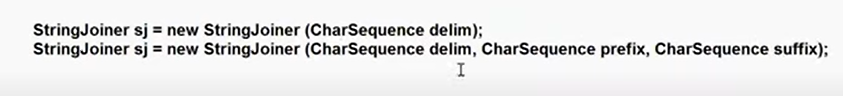 StringJoiner sj = new StringJoiner (CharSequence delim);
StringJoiner sj = new StringJoiner (CharSequence delim, CharSequence prefix, CharSequence suffix);